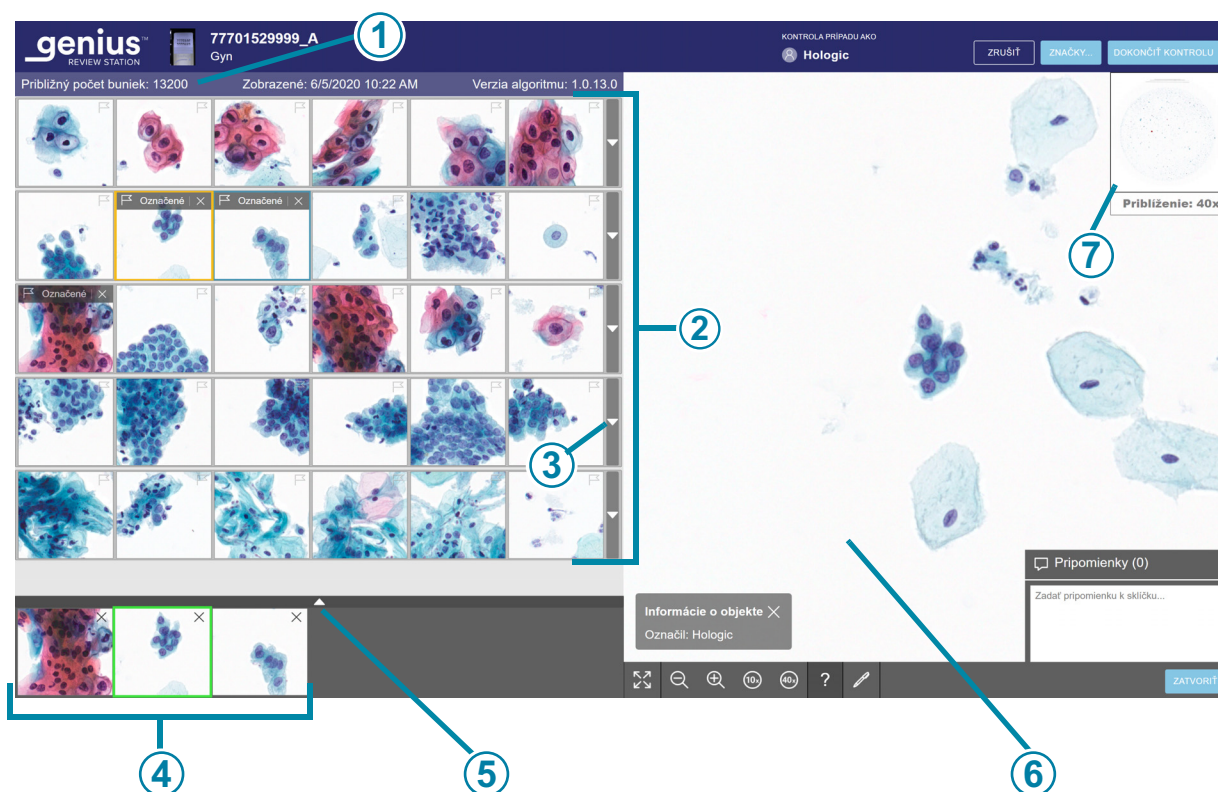 genius™
REVIEW STATION
77701529999_A
Gyn
1
KONTROLA PRÍPADU AKO
Hologic
ZRUŠIŤ
ZNAČKY...
DOKONČIŤ KONTROLU
Približný počet buniek: 13200
Zobrazené: 6/5/2020 10:22 AM
Verzia algoritmu: 1.0.13.0
Označené
Označené
Približenie: 40x
7
Označené
2
3
Pripomienky (0)
Zadať pripomienku k sklíčku...
Informácie o objekte
Označil: Hologic
10x
40x
?
ZATVORIŤ
4
5
6